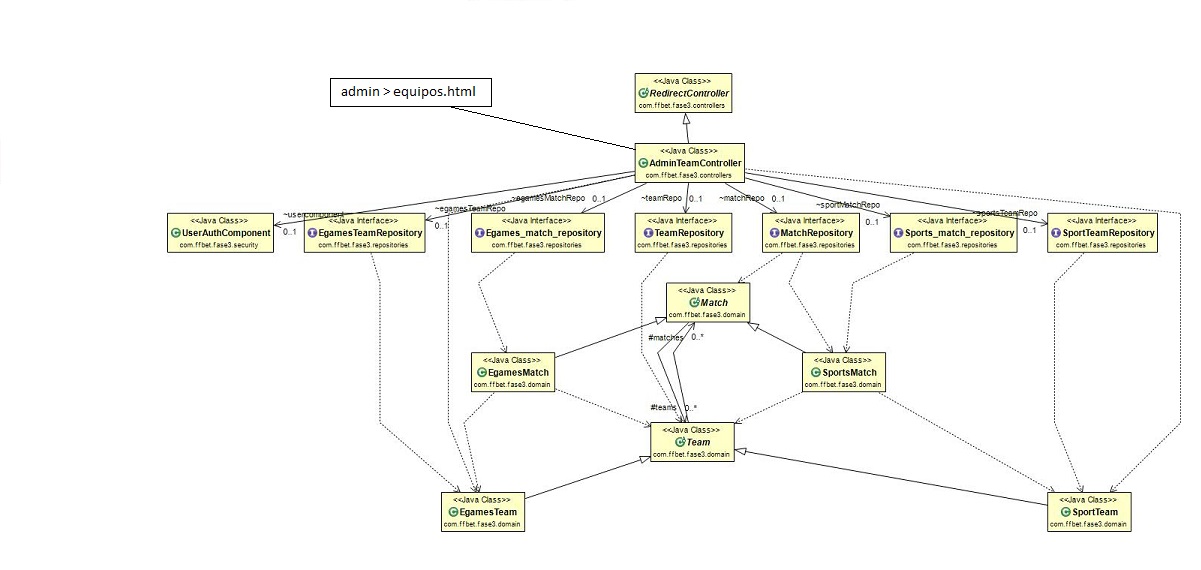 <<Java Class>>
RedirectController
com.ffbet.fase3.controllers
admin > equipos.html
<<Java Class>>
AdminTeamController
com.ffbet.fase3.controllers
~usercomponent
0..1
~egamesTeamRepo
0..1
~egamesMatchRepo 0..1
~teamRepo 0..1
~matchRepo 0..1
~sportMatchRepo
0..1
~sportsTeamRepo
0..1
<<Java Class>>
UserAuthComponent
com.ffbet.fase3.security
<<Java Interface>>
EgamesTeamRepository
com.ffbet.fase3.repositories
<<Java Interface>>
Egames_match_repository
com.ffbet.fase3.repositories
<<Java Interface>>
TeamRepository
com.ffbet.fase3.repositories
<<Java Interface>>
MatchRepository
com.ffbet.fase3.repositories
<<Java Interface>>
Sports_match_repository
com.ffbet.fase3.repositories
<<Java Interface>>
SportTeamRepository
com.ffbet.fase3.repositories
<<Java Class>>
Match
com.ffbet.fase3.domain
#matches 0..*
<<Java Class>>
EgamesMatch
com.ffbet.fase3.domain
<<Java Class>>
SportsMatch
com.ffbet.fase3.domain
#teams 0..*
<<Java Class>>
Team
com.ffbet.fase3.domain
<<Java Class>>
EgamesTeam
com.ffbet.fase3.domain
<<Java Class>>
SportTeam
com.ffbet.fase3.domain